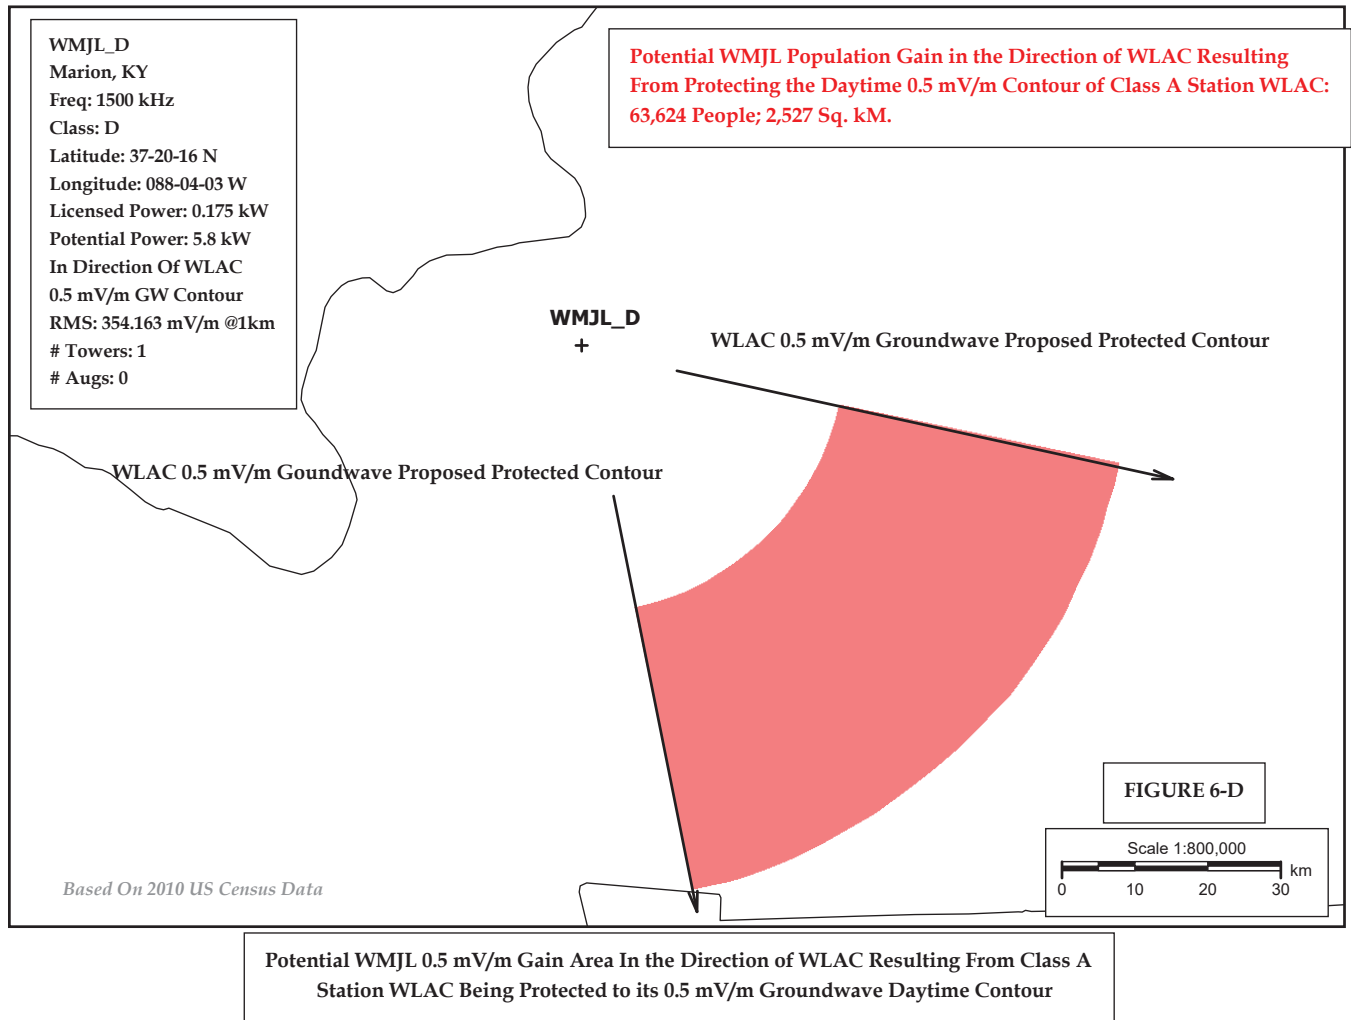 WMJL_D
Marion, KY
Freq: 1500 kHz
Class: D
Latitude: 37-20-16 N
Longitude: 088-04-03 W
Licensed Power: 0.175 kW
Potential Power: 5.8 kW
In Direction Of WLAC
0.5 mV/m GW Contour
RMS: 354.163 mV/m @1km
# Towers: 1
# Augs: 0
Potential WMJL Population Gain in the Direction of WLAC Resulting
From Protecting the Daytime 0.5 mV/m Contour of Class A Station WLAC:
63,624 People; 2,527 Sq. kM.
WMJL_D
WLAC 0.5 mV/m Groundwave Proposed Protected Contour
WLAC 0.5 mV/m Goundwave Proposed Protected Contour
FIGURE 6-D
Scale 1:800,000
km
0 10 20 30
Based On 2010 US Census Data
Potential WMJL 0.5 mV/m Gain Area In the Direction of WLAC Resulting From Class A
Station WLAC Being Protected to its 0.5 mV/m Groundwave Daytime Contour